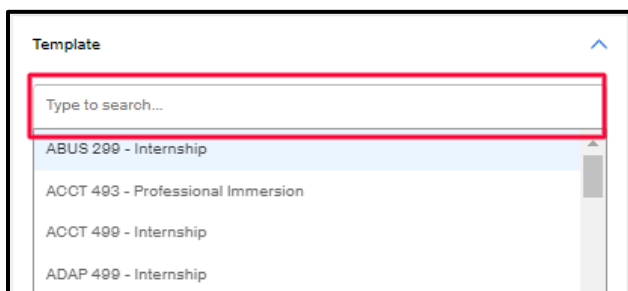 Template
Type to search...
ABUS 299 - Internship
ACCT 493 - Professional Immersion
ACCT 499 - Internship
ADAP 499 - Internship